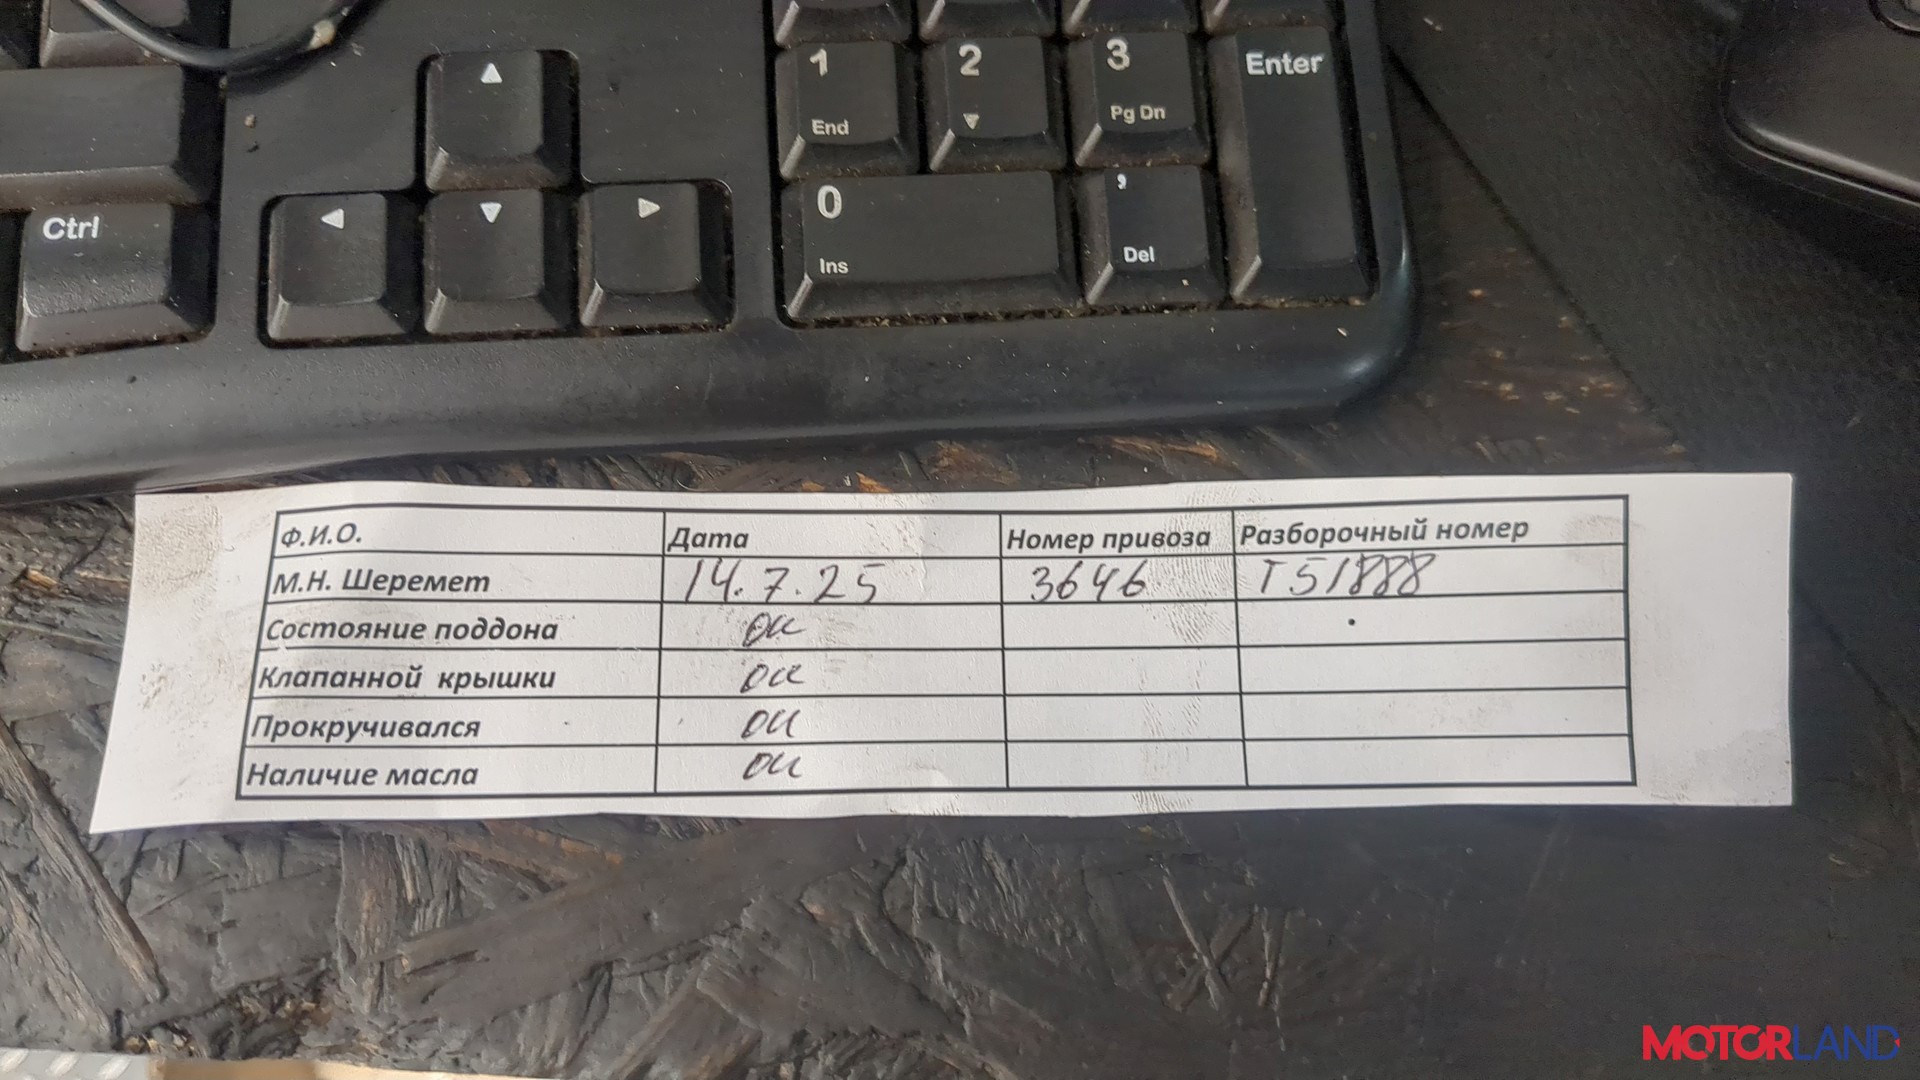 1 2 3 Enter
End Pg Dn
Ctrl 0 ,
Ins Del
Ф.И.О. Дата Номер привоза Разборочный номер
М.Н. Шеремет 14.7.25 3646 T51888
Состояние поддона ок
Клапанной крышки ок
Прокручивался ок
Наличие масла ок
MOTORLAND